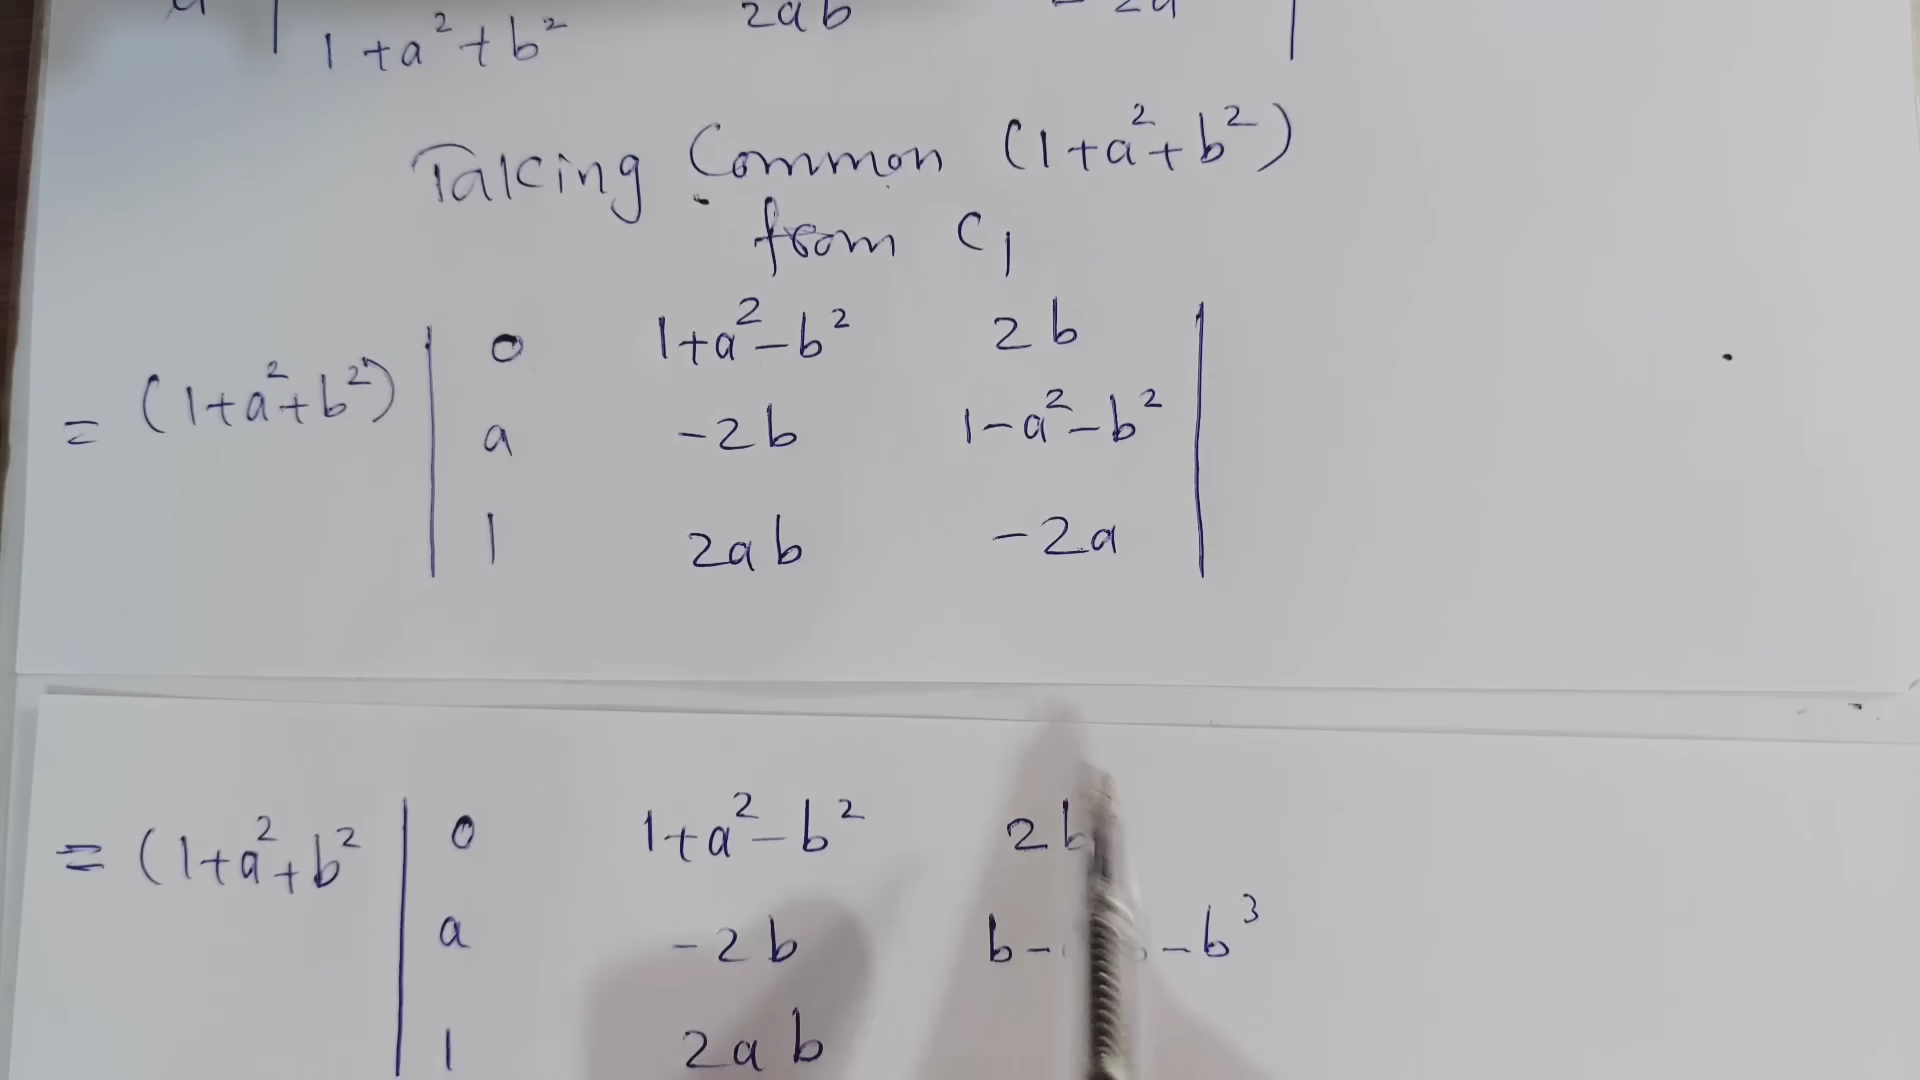 1+a²+b² 2ab -2a
Taking Common (1+a²+b²)
from C₁
0 1+a²-b² 2b
= (1+a²+b²) a -2b 1-a²-b²
1 2ab -2a
0 1+a²-b² 2b
= (1+a²+b² a -2b b- -b³
1 2ab